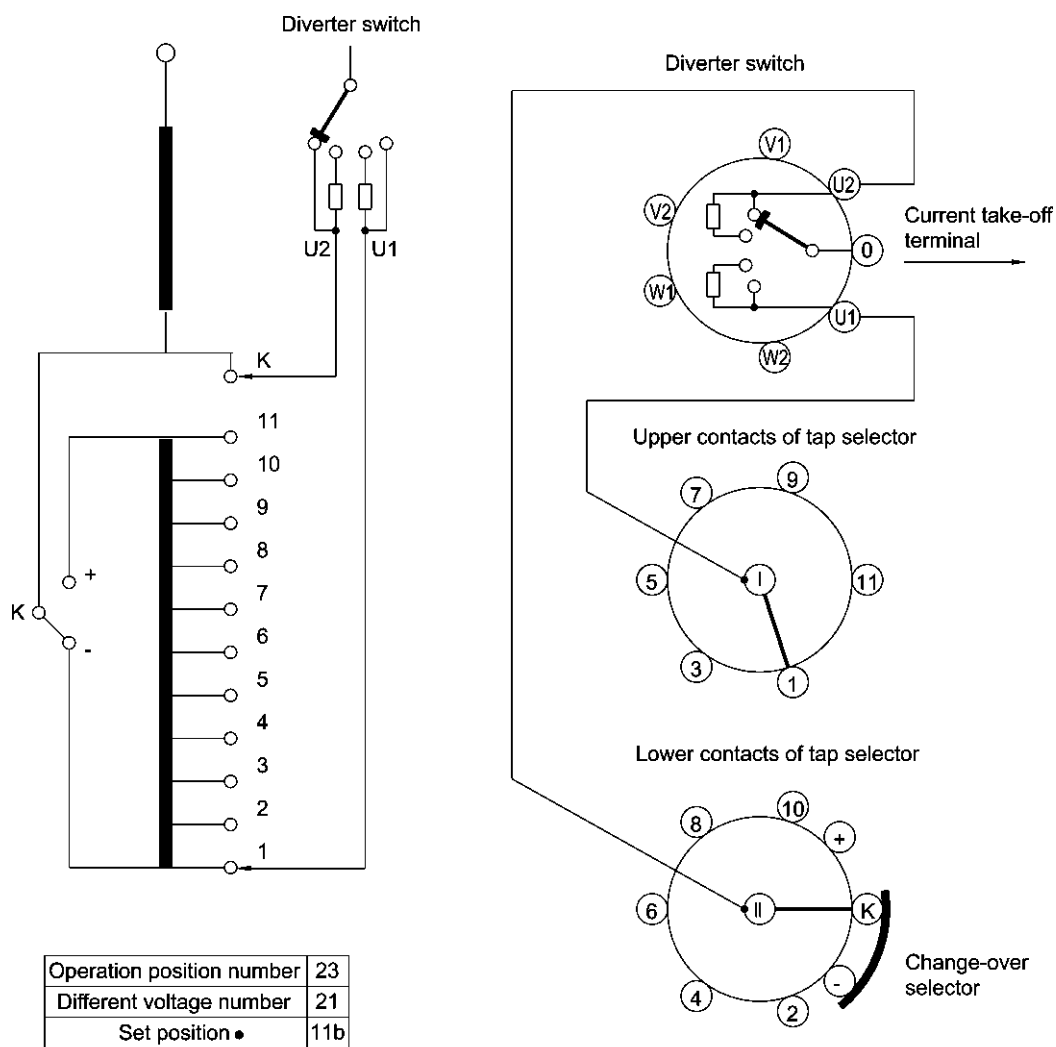 Diverter switch
U2 U1
K
11
10
9
8
7
6
5
4
3
2
1
+
K
-
Operation position number 23
Different voltage number 21
Set position ● 11b
Diverter switch
V1
U2
V2
0
W1
U1
W2
Current take-off
terminal
Upper contacts of tap selector
9
7
5
I
11
3
1
Lower contacts of tap selector
10
8
+
6
II
K
-
4
2
Change-over
selector